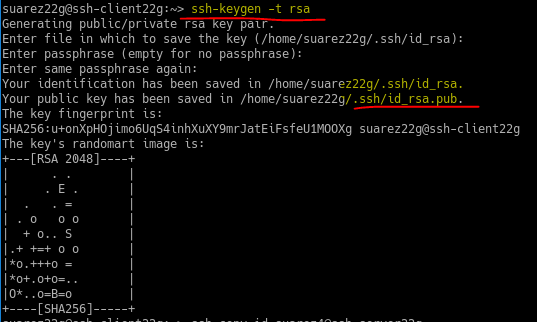 suarez22g@ssh-client22g:~> ssh-keygen -t rsa
Generating public/private rsa key pair.
Enter file in which to save the key (/home/suarez22g/.ssh/id_rsa):
Enter passphrase (empty for no passphrase):
Enter same passphrase again:
Your identification has been saved in /home/suarez22g/.ssh/id_rsa.
Your public key has been saved in /home/suarez22g/.ssh/id_rsa.pub.
The key fingerprint is:
SHA256:u+onXpHOjimo6UqS4inhXuXY9mrJatEiFsfeU1MOOXg suarez22g@ssh-client22g
The key's randomart image is:
+---[RSA 2048]----+
|      . .        |
|     . E .       |
|  .   . =        |
| . o   o o       |
|  + o.. S        |
|.+ +=+ o o       |
|*o.+++o =        |
|*o+.o+o=..       |
|O*..o=B=o        |
+----[SHA256]-----+